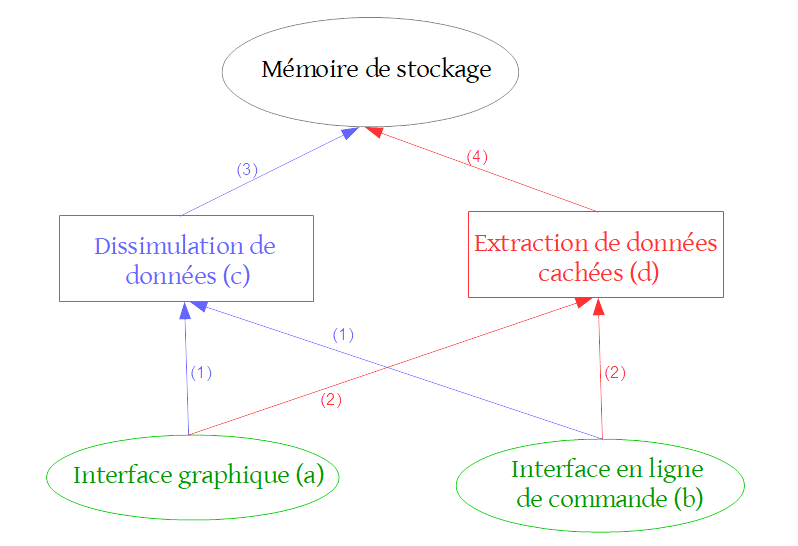 Mémoire de stockage
(3)
(4)
Dissimulation de
données (c)
Extraction de données
cachées (d)
(1)
(1)
(2)
(2)
Interface graphique (a)
Interface en ligne
de commande (b)